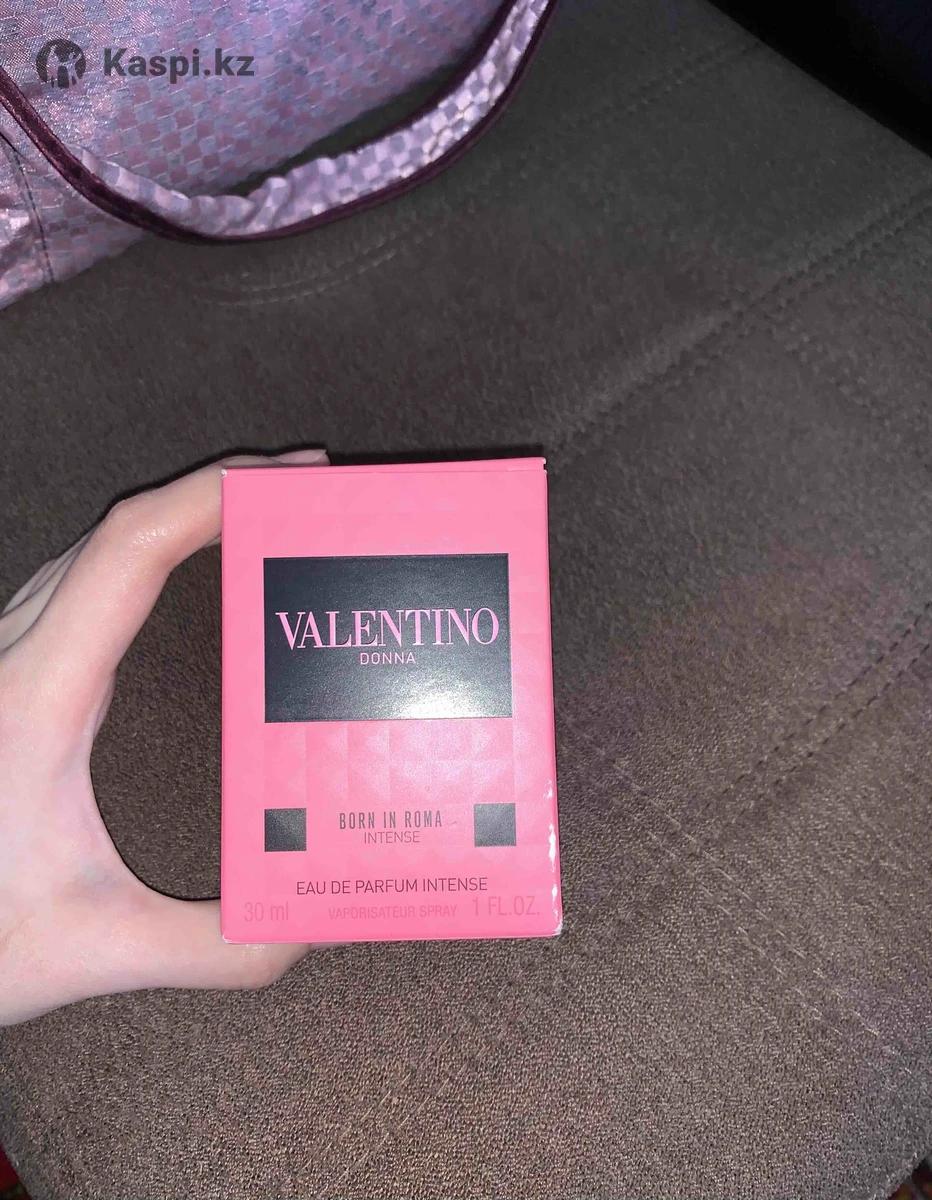 Kaspi.kz
VALENTINO
DONNA
BORN IN ROMA
INTENSE
EAU DE PARFUM INTENSE
30 ml VAPORISATEUR SPRAY 1 FL.OZ.